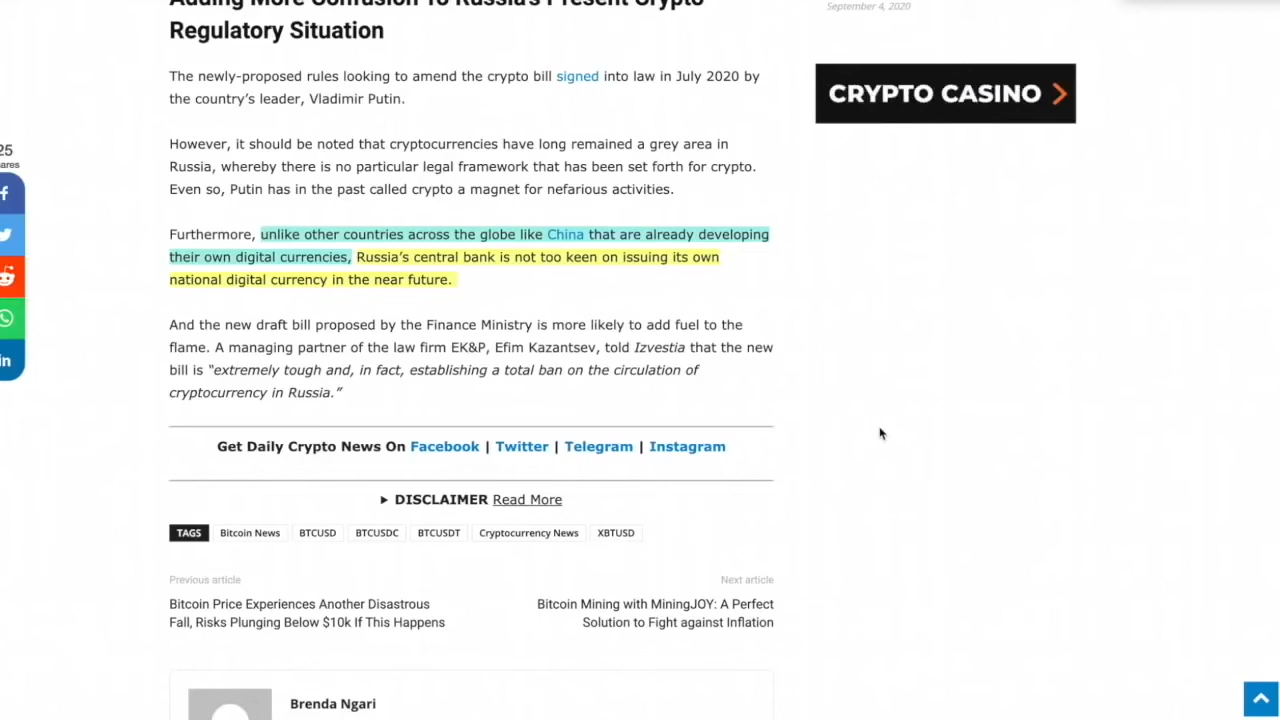 Adding More Confusion To Russia's Present Crypto
Regulatory Situation
The newly-proposed rules looking to amend the crypto bill signed into law in July 2020 by
the country's leader, Vladimir Putin.
However, it should be noted that cryptocurrencies have long remained a grey area in
Russia, whereby there is no particular legal framework that has been set forth for crypto.
Even so, Putin has in the past called crypto a magnet for nefarious activities.
Furthermore, unlike other countries across the globe like China that are already developing
their own digital currencies, Russia's central bank is not too keen on issuing its own
national digital currency in the near future.
And the new draft bill proposed by the Finance Ministry is more likely to add fuel to the
flame. A managing partner of the law firm EK&P, Efim Kazantsev, told Izvestia that the new
bill is "extremely tough and, in fact, establishing a total ban on the circulation of
cryptocurrency in Russia."
Get Daily Crypto News On Facebook | Twitter | Telegram | Instagram
► DISCLAIMER Read More
TAGS Bitcoin News BTCUSD BTCUSDC BTCUSDT Cryptocurrency News XBTUSD
Previous article
Bitcoin Price Experiences Another Disastrous
Fall, Risks Plunging Below $10k If This Happens
Next article
Bitcoin Mining with MiningJOY: A Perfect
Solution to Fight against Inflation
Brenda Ngari
September 4, 2020
CRYPTO CASINO
25
ares
f
in